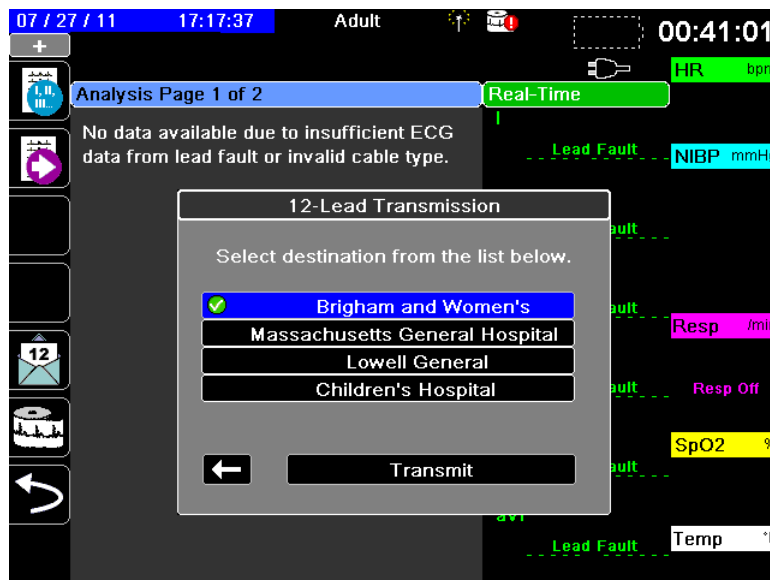 07 / 27 / 11 17:17:37 Adult 00:41:01
+
I, II, III...
HR bpm
Analysis Page 1 of 2 Real-Time
I
No data available due to insufficient ECG
data from lead fault or invalid cable type.
Lead Fault
NIBP mmH
12-Lead Transmission
ault
Select destination from the list below.
Brigham and Women's
ault
Massachusetts General Hospital
Resp /mi
Lowell General
12
Children's Hospital
ault
Resp Off
SpO2 %
Transmit
ault
aVF
Lead Fault
Temp °